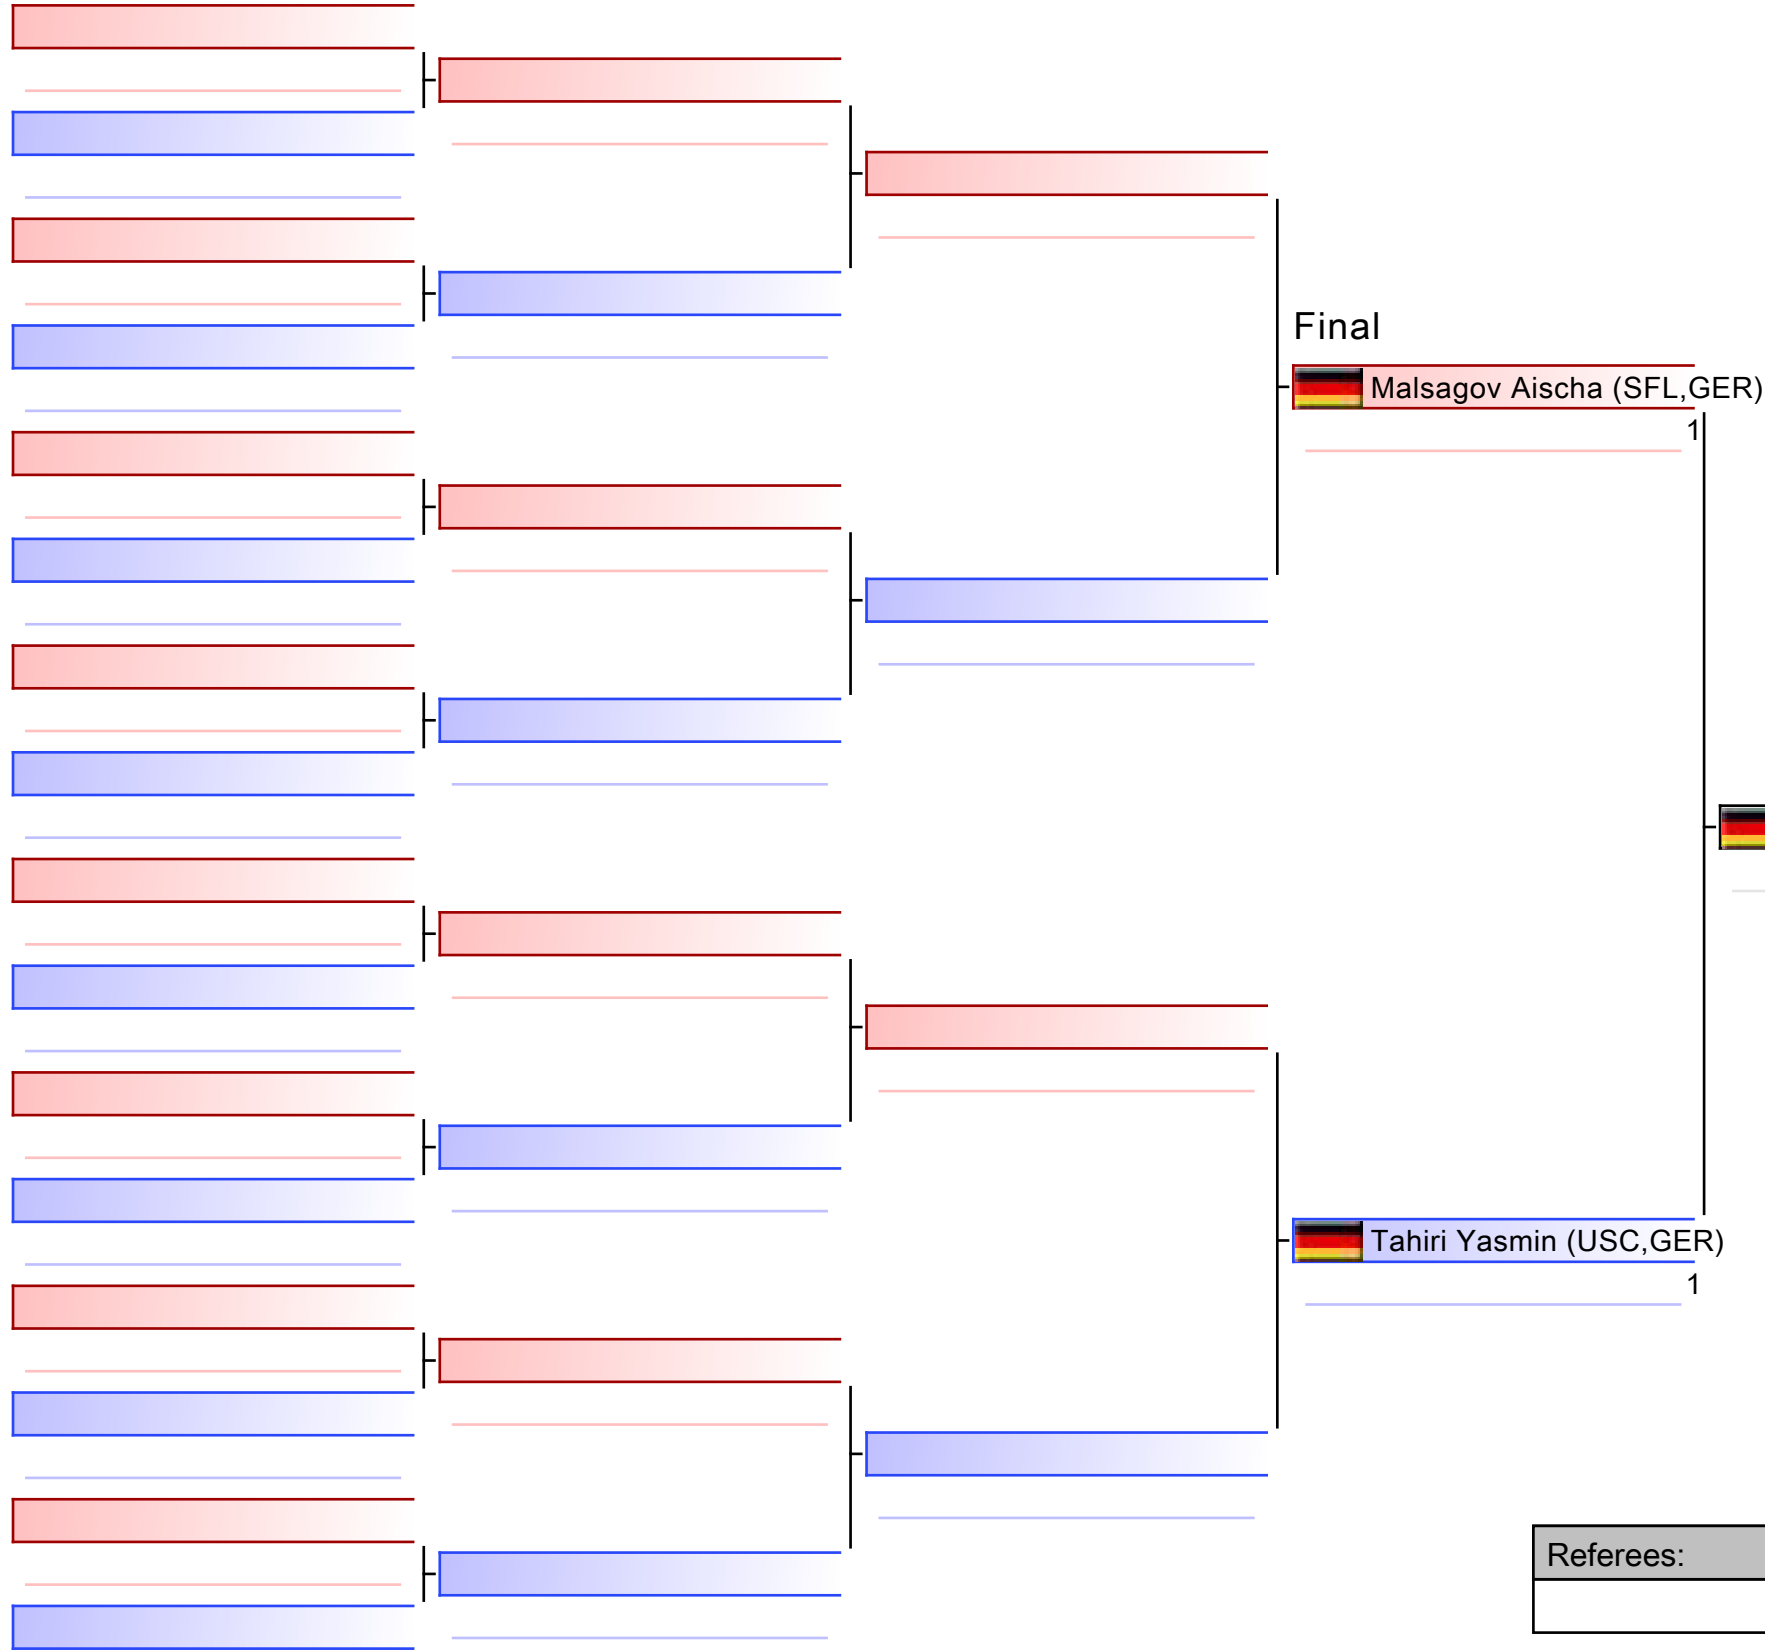 Final
Malsagov Aischa (SFL,GER)
1
Tahiri Yasmin (USC,GER)
1
Referees: